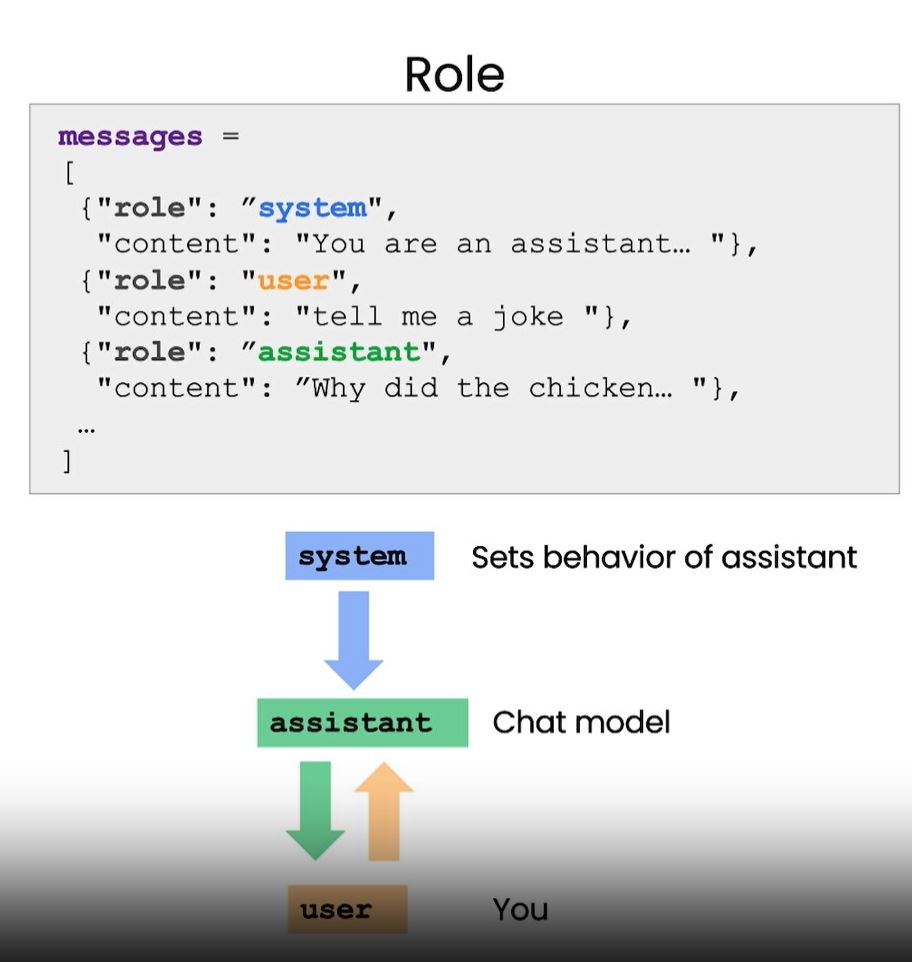 Role
messages =
[
{"role": ”system",
"content": "You are an assistant… "},
{"role": "user",
"content": "tell me a joke "},
{"role": ”assistant",
"content": ”Why did the chicken… "},
…
]
system Sets behavior of assistant
assistant Chat model
user You